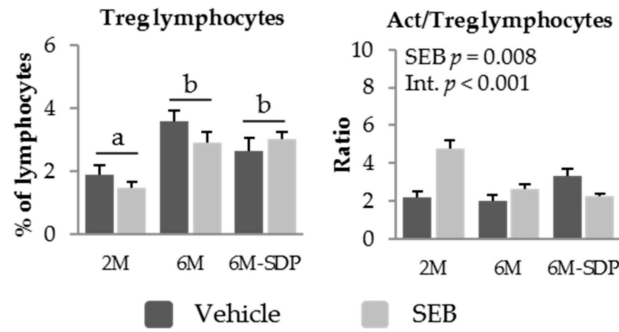 Treg lymphocytes
% of lymphocytes
6
4
2
0
a
b
b
2M
6M
6M-SDP
Act/Treg lymphocytes
SEB p = 0.008
Int. p < 0.001
Ratio
10
8
6
4
2
0
2M
6M
6M-SDP
Vehicle
SEB